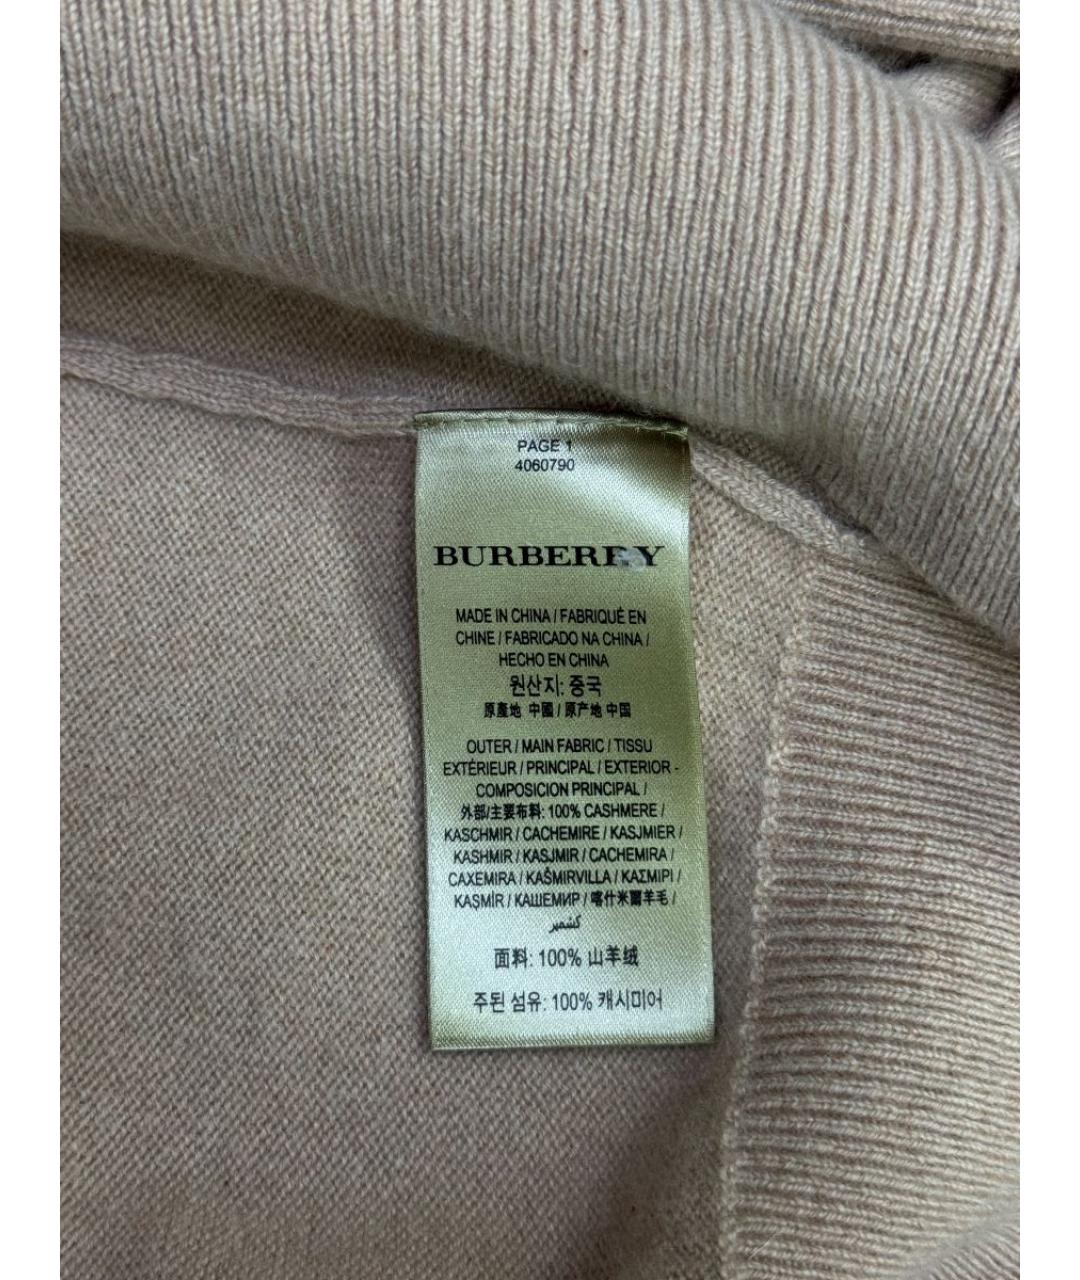 PAGE 1
4060790
BURBERRY
MADE IN CHINA / FABRIQUÉ EN
CHINE / FABRICADO NA CHINA /
HECHO EN CHINA
원산지: 중국
原產地 中國 / 原产地 中国
OUTER / MAIN FABRIC / TISSU
EXTÉRIEUR / PRINCIPAL / EXTERIOR -
COMPOSICION PRINCIPAL /
外部/主要布料: 100% CASHMERE /
KASCHMIR / CACHEMIRE / KASJMIER /
KASHMIR / KASJMIR / CACHEMIRA /
CAXEMIRA / KAŠMIRVILLA / ΚΑΣΜΙΡΙ /
KAŞMİR / КАШЕМИР / 喀什米爾羊毛 /
كشمير
面料: 100% 山羊绒
주된 섬유: 100% 캐시미어